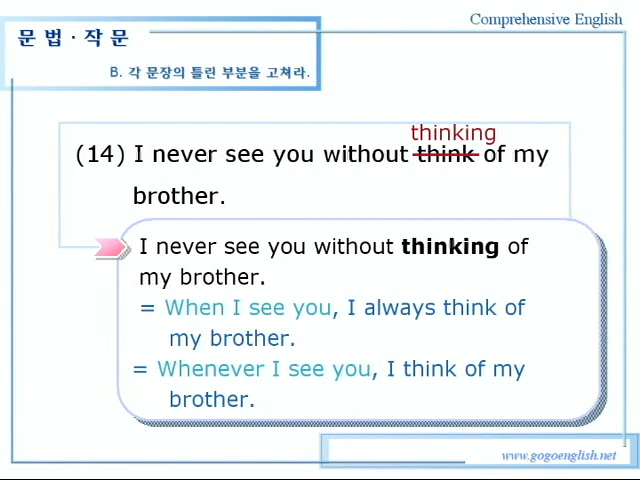 Comprehensive English
문 법 · 작 문
B. 각 문장의 틀린 부분을 고쳐라.
thinking
(14) I never see you without think of my
brother.
I never see you without thinking of
my brother.
= When I see you, I always think of
my brother.
= Whenever I see you, I think of my
brother.
www.gogoenglish.net